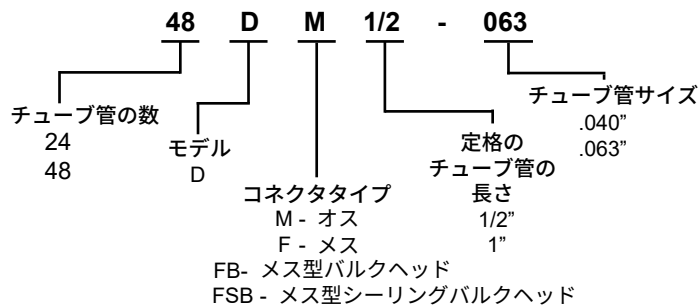 48 D M 1/2 - 063
チューブ管の数
24
48
モデル
D
コネクタタイプ
M - オス
F - メス
FB- メス型バルクヘッド
FSB - メス型シーリングバルクヘッド
定格の
チューブ管の
長さ
1/2”
1”
チューブ管サイズ
.040”
.063”